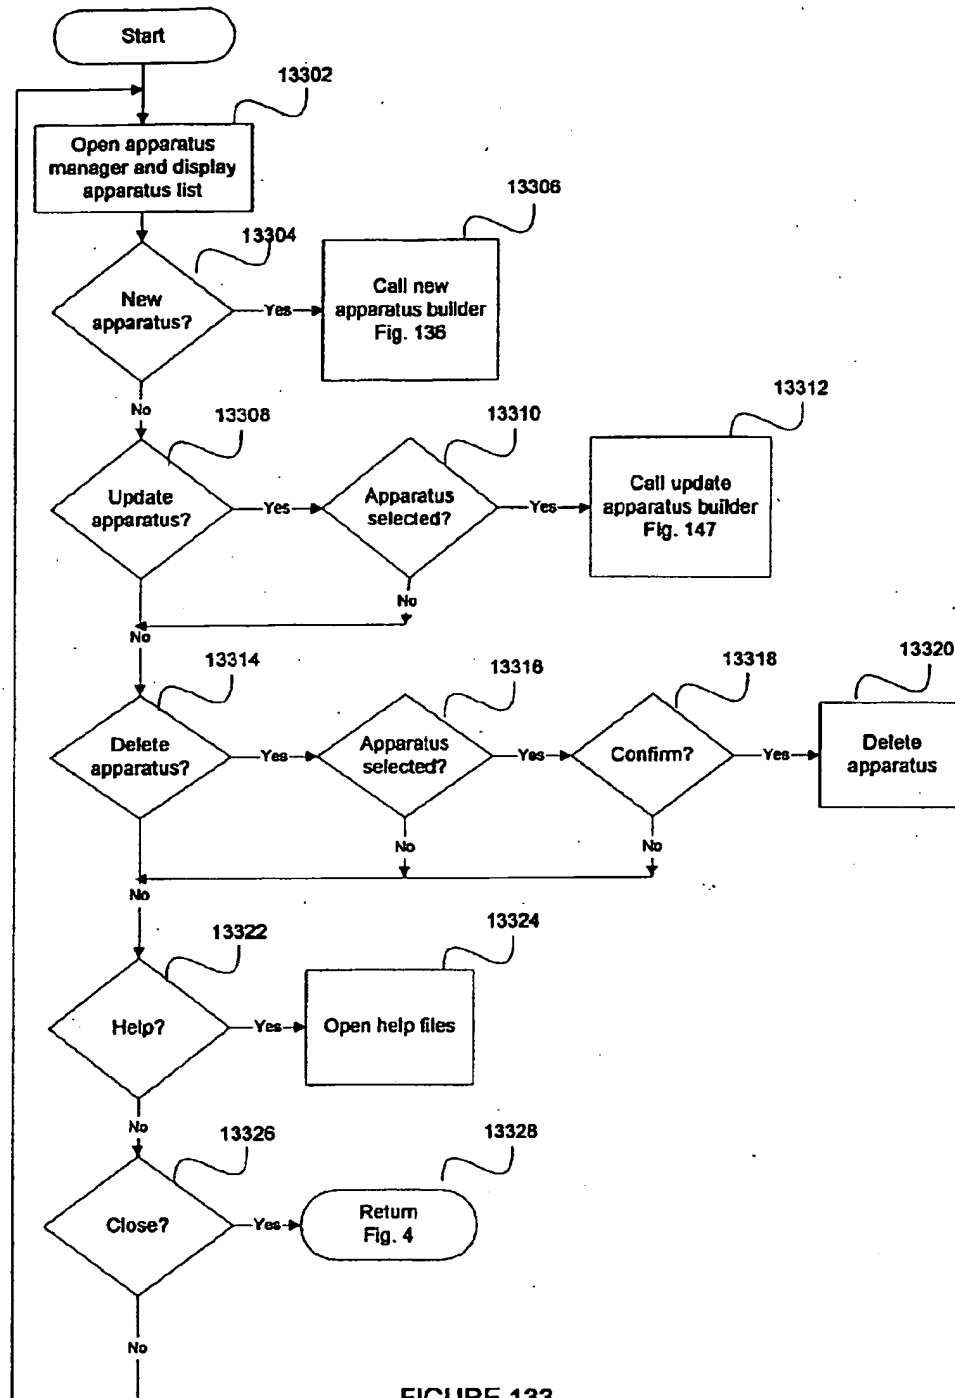 Start
13302
Open apparatus
manager and display
apparatus list
13304
13306
New
apparatus?
Yes
Call new
apparatus builder
Fig. 136
No
13308
13310
13312
Update
apparatus?
Yes
Apparatus
selected?
Yes
Call update
apparatus builder
Fig. 147
No
No
13314
13316
13318
13320
Delete
apparatus?
Yes
Apparatus
selected?
Yes
Confirm?
Yes
Delete
apparatus
No
No
No
13322
13324
Help?
Yes
Open help files
No
13326
13328
Close?
Yes
Return
Fig. 4
No
FIGURE 133